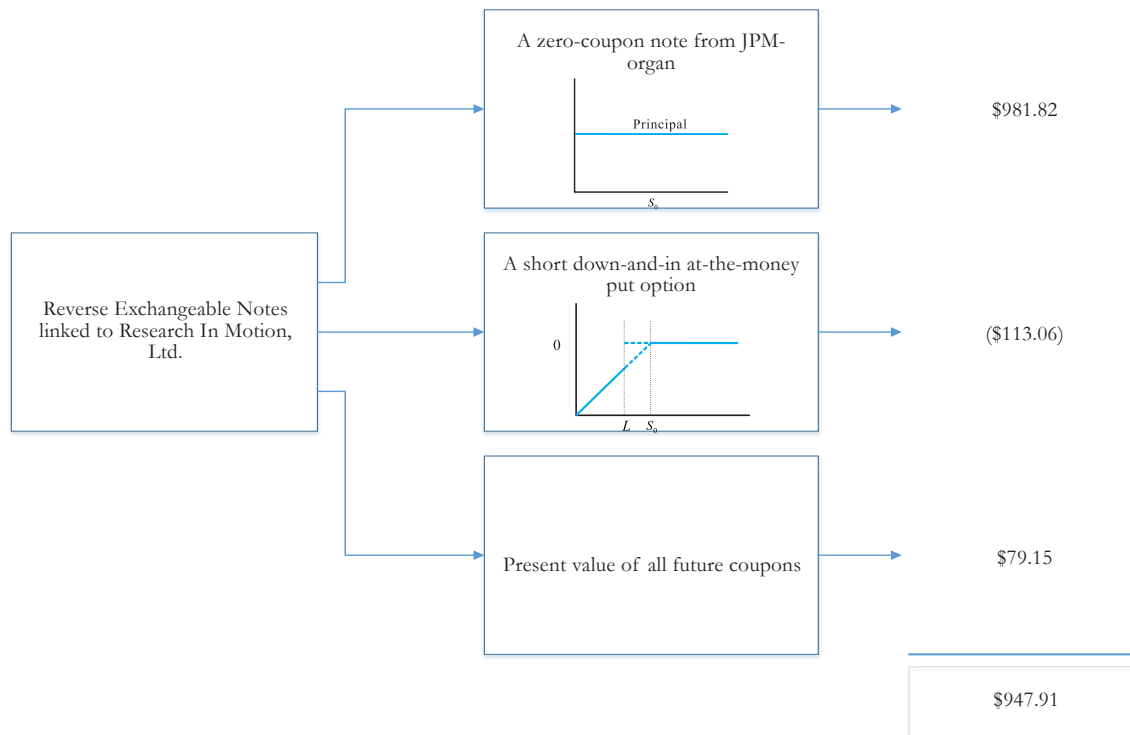 A zero-coupon note from JPM-
organ
Principal
S₀
$981.82
Reverse Exchangeable Notes
linked to Research In Motion,
Ltd.
A short down-and-in at-the-money
put option
0
L S₀
($113.06)
Present value of all future coupons
$79.15
$947.91